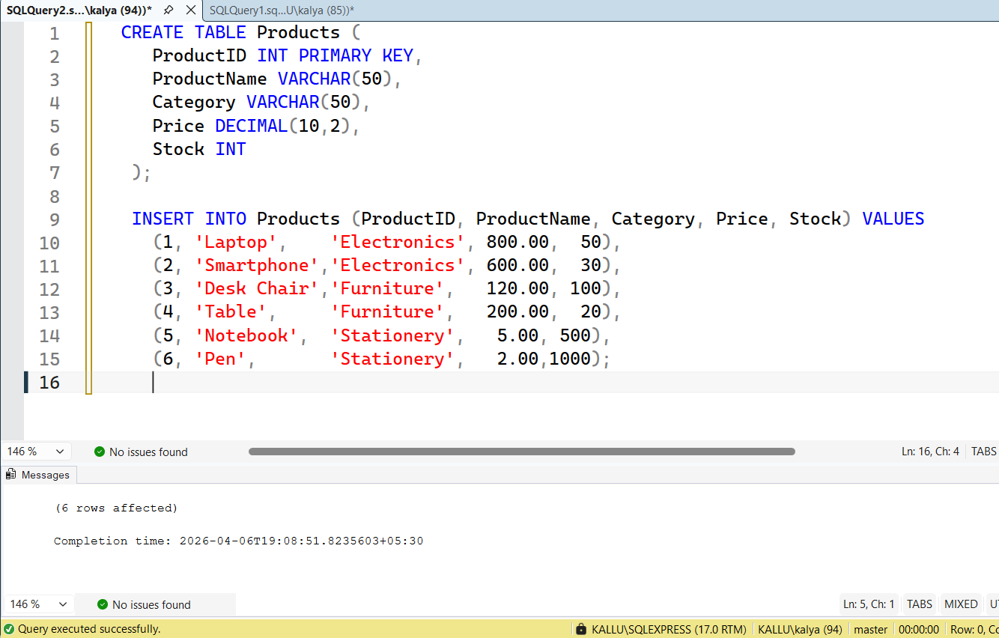 SQLQuery2.s...\kalya (94))* SQLQuery1.sq...U\kalya (85))*
1 CREATE TABLE Products (
2 ProductID INT PRIMARY KEY,
3 ProductName VARCHAR(50),
4 Category VARCHAR(50),
5 Price DECIMAL(10,2),
6 Stock INT
7 );
8
9 INSERT INTO Products (ProductID, ProductName, Category, Price, Stock) VALUES
10 (1, 'Laptop', 'Electronics', 800.00, 50),
11 (2, 'Smartphone','Electronics', 600.00, 30),
12 (3, 'Desk Chair','Furniture', 120.00, 100),
13 (4, 'Table', 'Furniture', 200.00, 20),
14 (5, 'Notebook', 'Stationery', 5.00, 500),
15 (6, 'Pen', 'Stationery', 2.00,1000);
16
146 % No issues found Ln: 16, Ch: 4 TABS
Messages
(6 rows affected)
Completion time: 2026-04-06T19:08:51.8235603+05:30
146 % No issues found Ln: 5, Ch: 1 TABS MIXED
Query executed successfully. KALLU\SQLEXPRESS (17.0 RTM) KALLU\kalya (94) master 00:00:00 Row: 0,